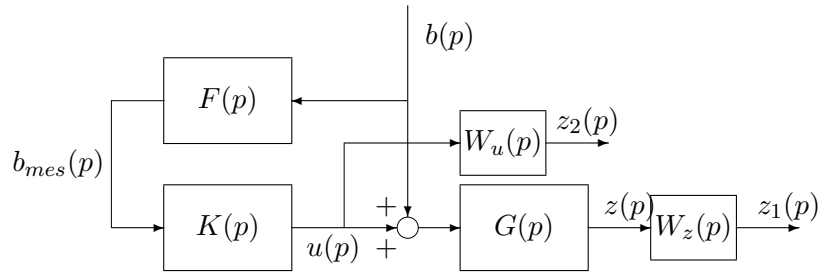 b(p)
F(p)
z_2(p)
W_u(p)
b_{mes}(p)
+
K(p)
u(p)
+
G(p)
z(p)
W_z(p)
z_1(p)